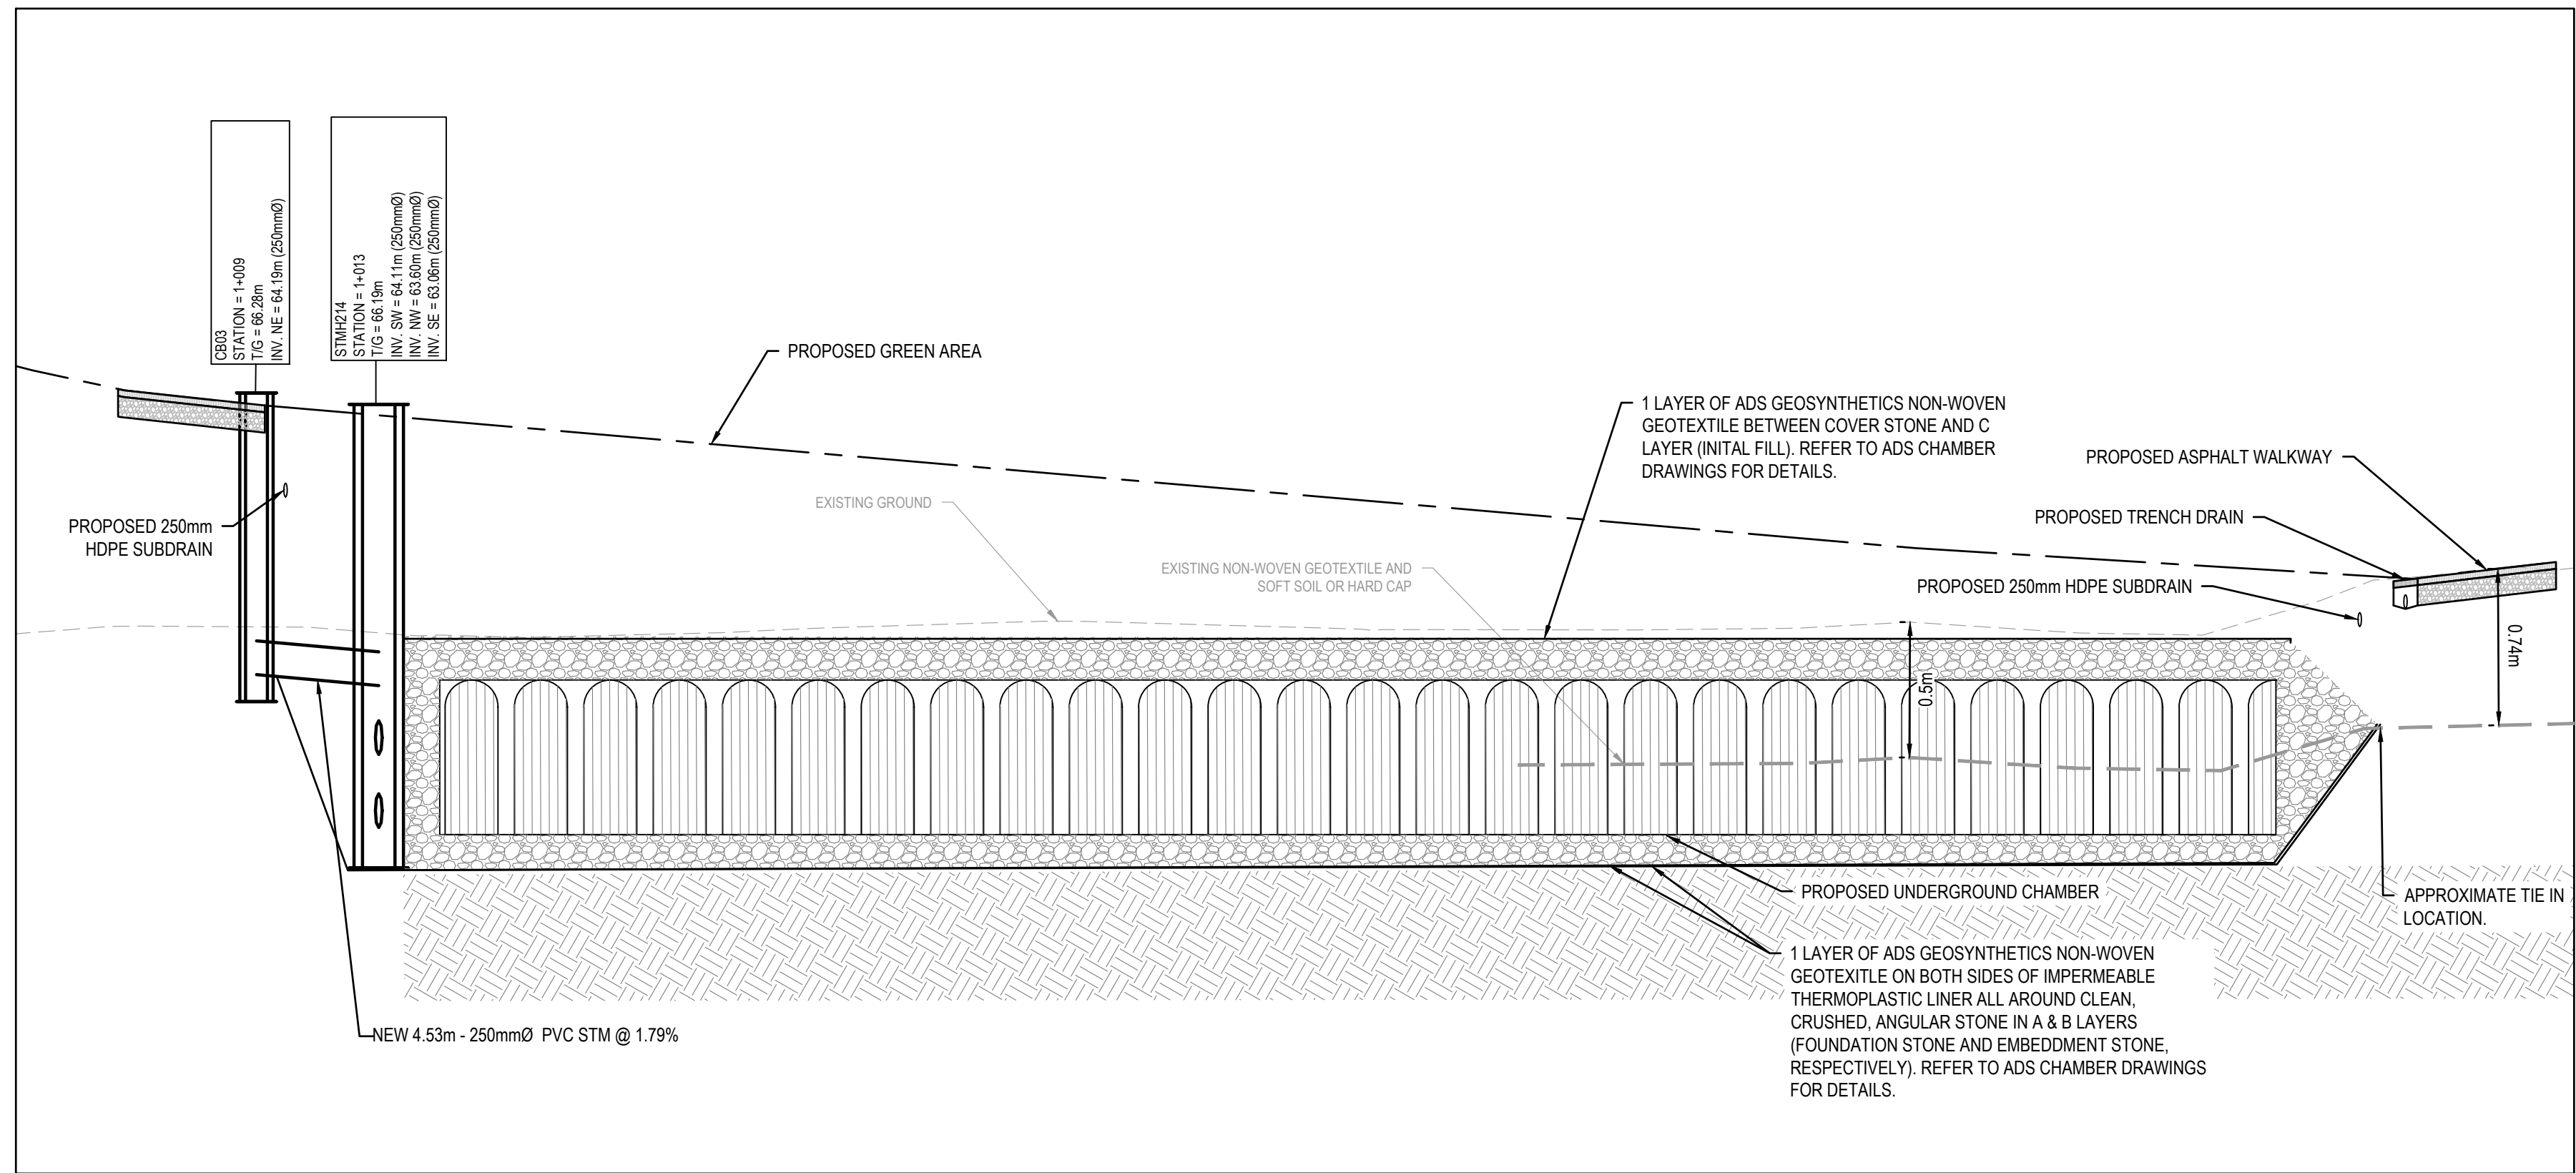 CB03
STATION = 1+009
T/G = 66.28m
INV. NE = 64.19m (250mmØ)
STMH214
STATION = 1+013
T/G = 66.19m
INV. SW = 64.11m (250mmØ)
INV. NW = 63.60m (250mmØ)
INV. SE = 63.06m (250mmØ)
PROPOSED GREEN AREA
1 LAYER OF ADS GEOSYNTHETICS NON-WOVEN
GEOTEXTILE BETWEEN COVER STONE AND C
LAYER (INITAL FILL). REFER TO ADS CHAMBER
DRAWINGS FOR DETAILS.
PROPOSED ASPHALT WALKWAY
EXISTING GROUND
PROPOSED TRENCH DRAIN
PROPOSED 250mm
HDPE SUBDRAIN
EXISTING NON-WOVEN GEOTEXTILE AND
SOFT SOIL OR HARD CAP
PROPOSED 250mm HDPE SUBDRAIN
0.74m
0.5m
PROPOSED UNDERGROUND CHAMBER
APPROXIMATE TIE IN
LOCATION.
1 LAYER OF ADS GEOSYNTHETICS NON-WOVEN
GEOTEXITLE ON BOTH SIDES OF IMPERMEABLE
THERMOPLASTIC LINER ALL AROUND CLEAN,
CRUSHED, ANGULAR STONE IN A & B LAYERS
(FOUNDATION STONE AND EMBEDDMENT STONE,
RESPECTIVELY). REFER TO ADS CHAMBER DRAWINGS
FOR DETAILS.
NEW 4.53m - 250mmØ PVC STM @ 1.79%